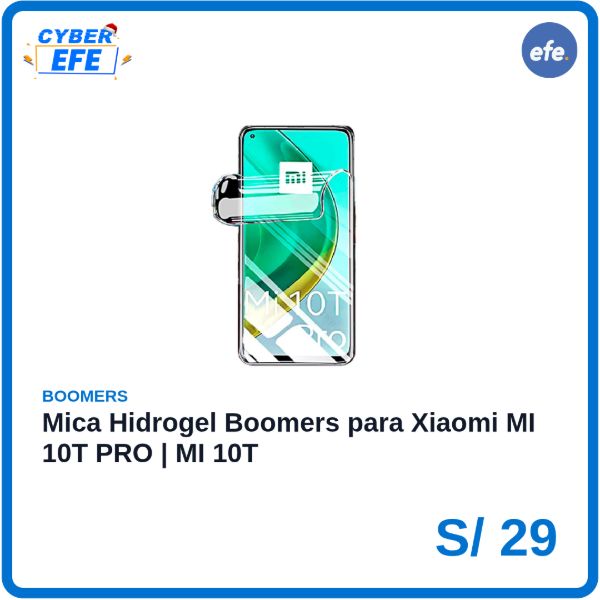 CYBER
EFE
efe.
mi
Mi 10T
Pro
BOOMERS
Mica Hidrogel Boomers para Xiaomi MI
10T PRO | MI 10T
S/ 29